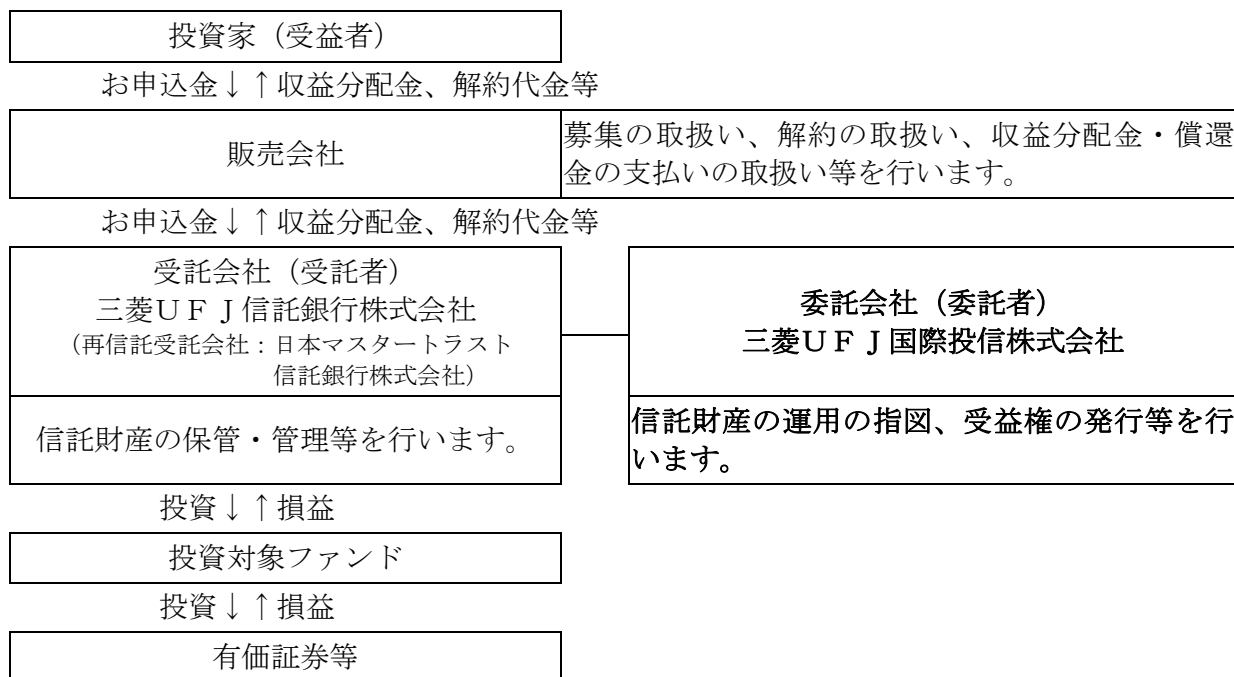 投資家（受益者）
お申込金↓↑収益分配金、解約代金等
販売会社
募集の取扱い、解約の取扱い、収益分配金・償還
金の支払いの取扱い等を行います。
お申込金↓↑収益分配金、解約代金等
受託会社（受託者）
三菱ＵＦＪ信託銀行株式会社
（再信託受託会社：日本マスタートラスト
信託銀行株式会社）
信託財産の保管・管理等を行います。
委託会社（委託者）
三菱ＵＦＪ国際投信株式会社
信託財産の運用の指図、受益権の発行等を行
います。
投資↓↑損益
投資対象ファンド
投資↓↑損益
有価証券等